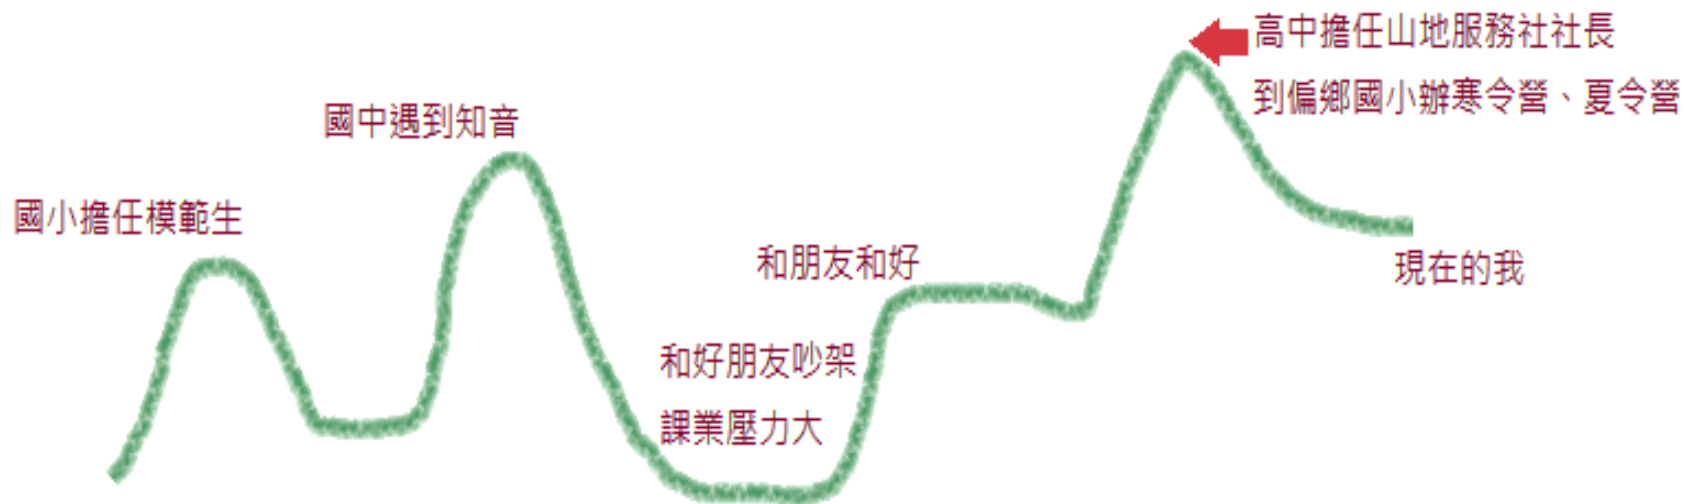 高中擔任山地服務社社長
到偏鄉國小辦寒令營、夏令營
國中遇到知音
國小擔任模範生
和朋友和好
現在的我
和好朋友吵架
課業壓力大